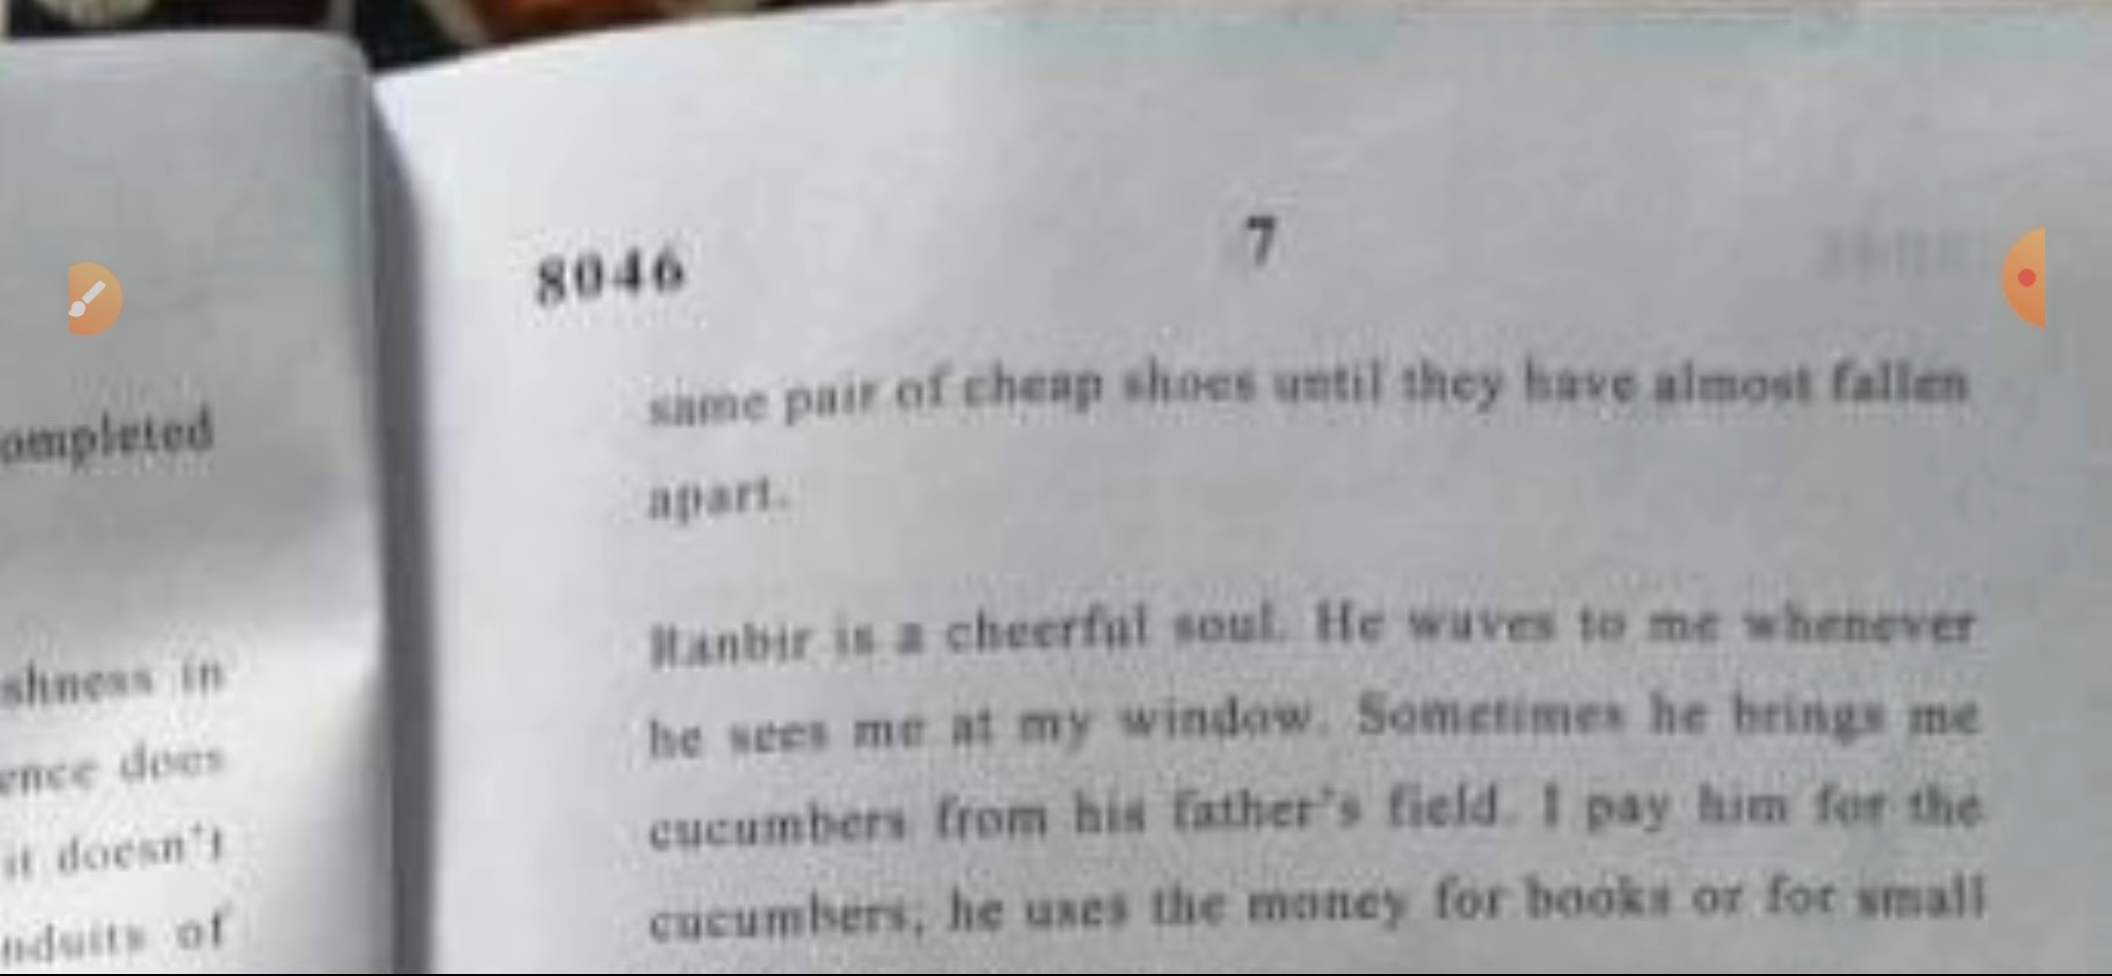 ompleted
shness in
ence does
it doesn't
nduits of
8046
7
same pair of cheap shoes until they have almost fallen
apart.
Ranbir is a cheerful soul. He waves to me whenever
he sees me at my window. Sometimes he brings me
cucumbers from his father's field. I pay him for the
cucumbers; he uses the money for books or for small